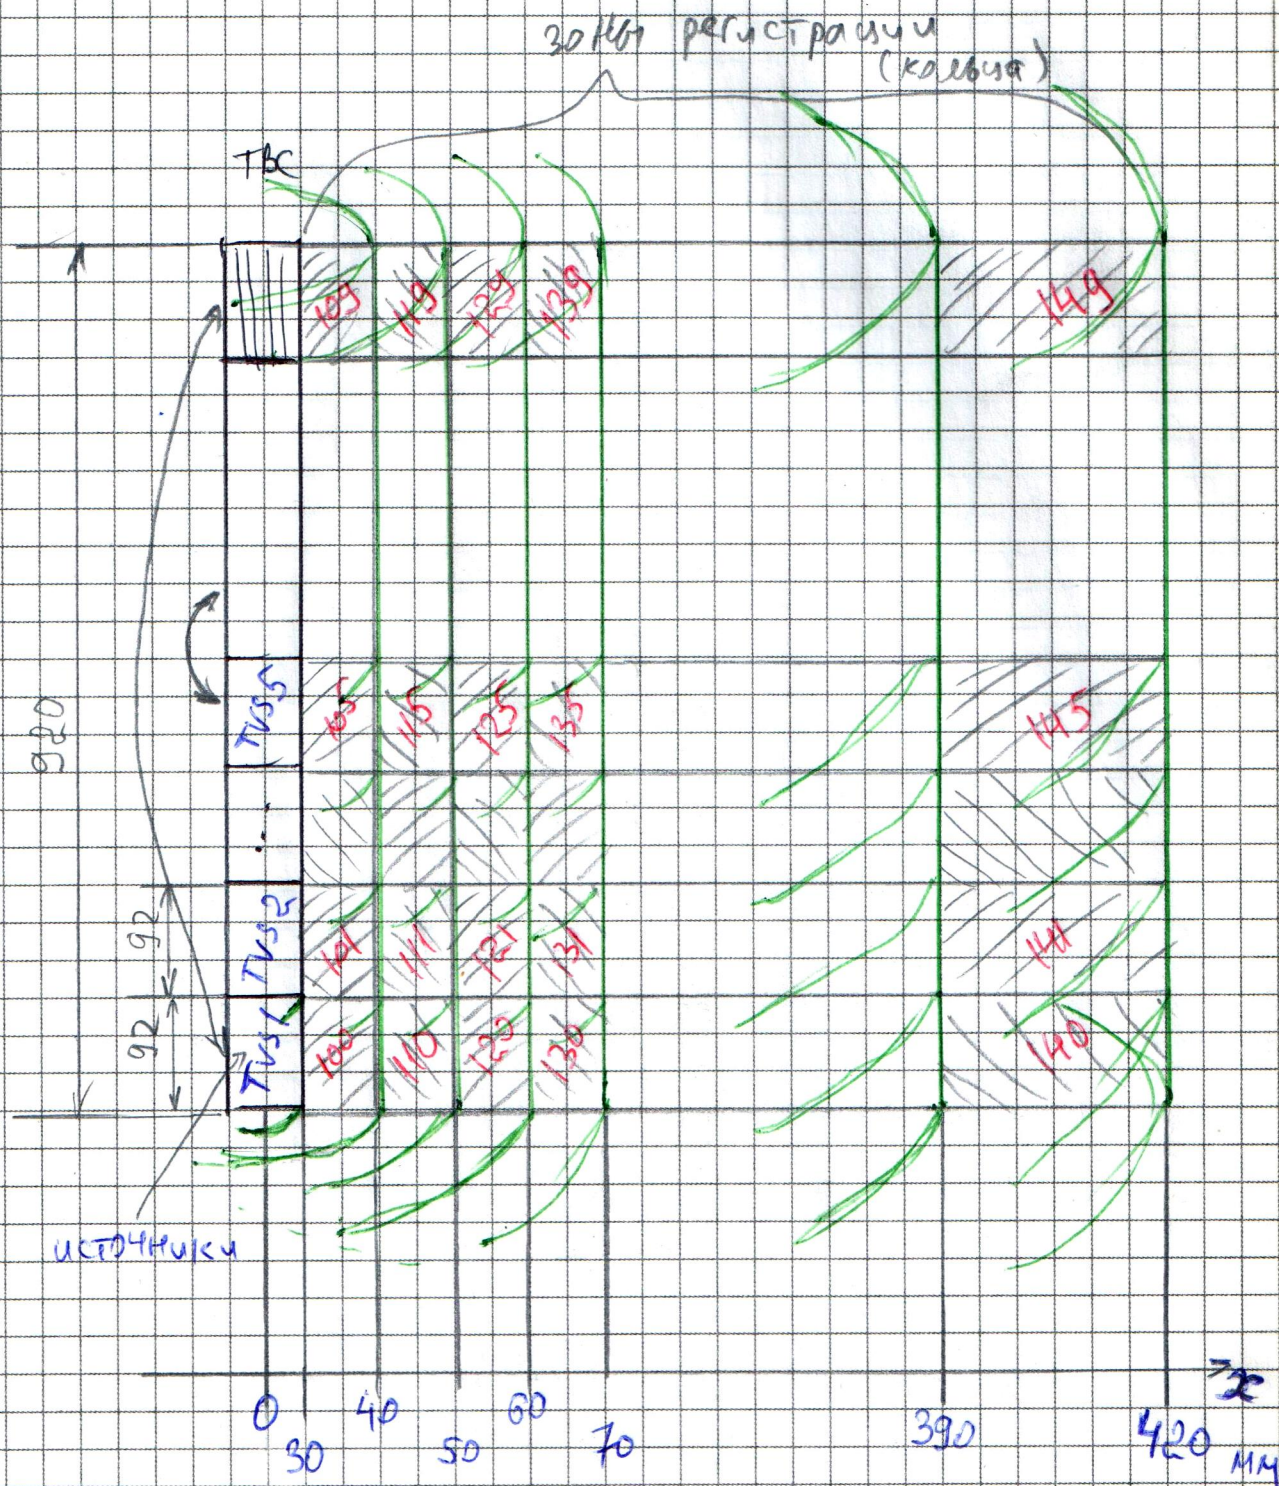 зоны регистрации
(кольца)
ТВС
109 119 129 139 149
920
TVS5 105 115 125 135 145
...
92 TVS2 101 111 121 131 141
92 TVS1 100 110 120 130 140
источники
x
0 40 60
30 50 70 390 420 мм